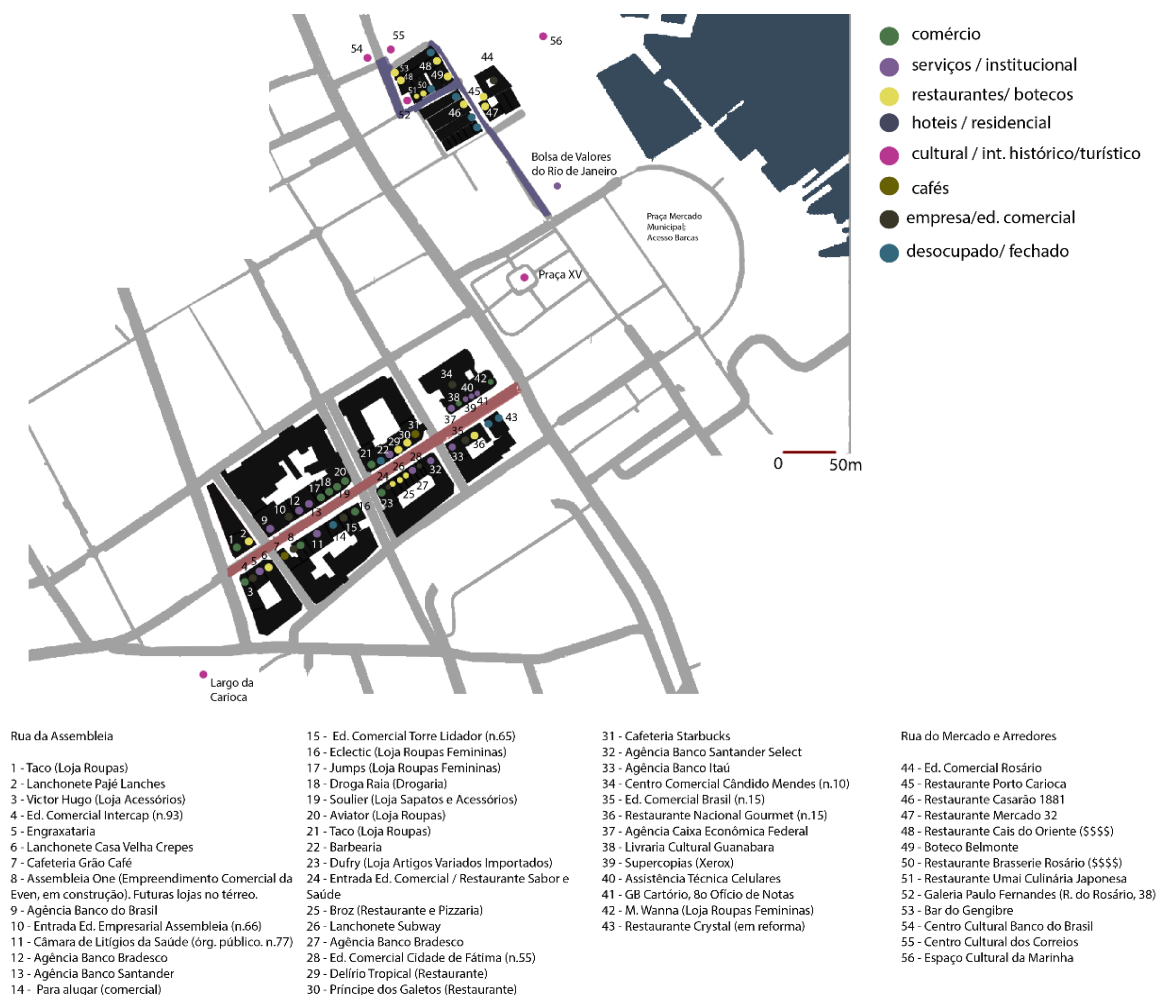 54
55
56
44
53
48
48
49
50
51
52
45
46
47
Bolsa de Valores
do Rio de Janeiro
Praça Mercado
Municipal;
Acesso Barcas
Praça XV
comércio
serviços / institucional
restaurantes/ botecos
hoteis / residencial
cultural / int. histórico/turístico
cafés
empresa/ed. comercial
desocupado/ fechado
34
42
40
38
41
39
37
43
31
35
30
36
29
22
21
28
33
26
32
24
27
25
23
20
18
17
19
16
12
10
13
15
9
14
11
8
2
1
7
6
5
4
3
0 50m
Largo da
Carioca
Rua da Assembleia
1 - Taco (Loja Roupas)
2 - Lanchonete Pajé Lanches
3 - Victor Hugo (Loja Acessórios)
4 - Ed. Comercial Intercap (n.93)
5 - Engraxataria
6 - Lanchonete Casa Velha Crepes
7 - Cafeteria Grão Café
8 - Assembleia One (Empreendimento Comercial da
Even, em construção). Futuras lojas no térreo.
9 - Agência Banco do Brasil
10 - Entrada Ed. Empresarial Assembleia (n.66)
11 - Câmara de Litígios da Saúde (órg. público. n.77)
12 - Agência Banco Bradesco
13 - Agência Banco Santander
14 - Para alugar (comercial)
15 - Ed. Comercial Torre Lidador (n.65)
16 - Eclectic (Loja Roupas Femininas)
17 - Jumps (Loja Roupas Femininas)
18 - Droga Raia (Drogaria)
19 - Soulier (Loja Sapatos e Acessórios)
20 - Aviator (Loja Roupas)
21 - Taco (Loja Roupas)
22 - Barbearia
23 - Dufry (Loja Artigos Variados Importados)
24 - Entrada Ed. Comercial / Restaurante Sabor e
Saúde
25 - Broz (Restaurante e Pizzaria)
26 - Lanchonete Subway
27 - Agência Banco Bradesco
28 - Ed. Comercial Cidade de Fátima (n.55)
29 - Delírio Tropical (Restaurante)
30 - Príncipe dos Galetos (Restaurante)
31 - Cafeteria Starbucks
32 - Agência Banco Santander Select
33 - Agência Banco Itaú
34 - Centro Comercial Cândido Mendes (n.10)
35 - Ed. Comercial Brasil (n.15)
36 - Restaurante Nacional Gourmet (n.15)
37 - Agência Caixa Econômica Federal
38 - Livraria Cultural Guanabara
39 - Supercopias (Xerox)
40 - Assistência Técnica Celulares
41 - GB Cartório, 8o Ofício de Notas
42 - M. Wanna (Loja Roupas Femininas)
43 - Restaurante Crystal (em reforma)
Rua do Mercado e Arredores
44 - Ed. Comercial Rosário
45 - Restaurante Porto Carioca
46 - Restaurante Casarão 1881
47 - Restaurante Mercado 32
48 - Restaurante Cais do Oriente ($$$$)
49 - Boteco Belmonte
50 - Restaurante Brasserie Rosário ($$$$)
51 - Restaurante Umai Culinária Japonesa
52 - Galeria Paulo Fernandes (R. do Rosário, 38)
53 - Bar do Gengibre
54 - Centro Cultural Banco do Brasil
55 - Centro Cultural dos Correios
56 - Espaço Cultural da Marinha